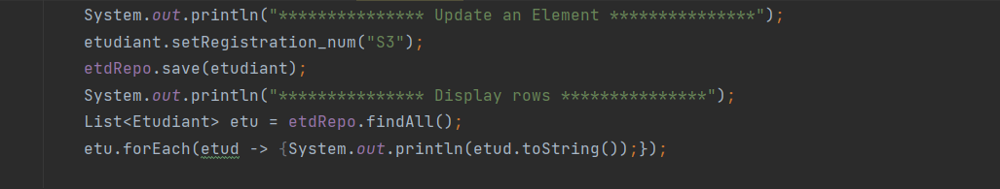 System.out.println("*************** Update an Element ***************");
etudiant.setRegistration_num("S3");
etdRepo.save(etudiant);
System.out.println("*************** Display rows ***************");
List<Etudiant> etu = etdRepo.findAll();
etu.forEach(etud -> {System.out.println(etud.toString());});